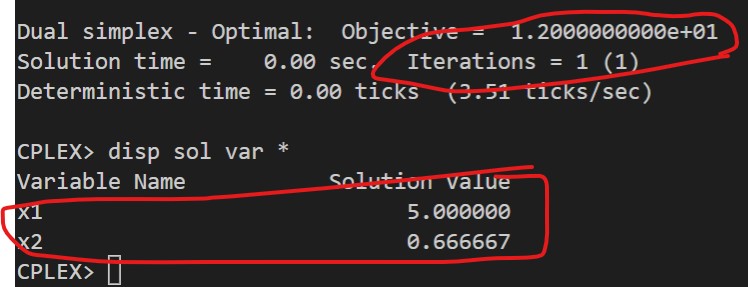 Dual simplex - Optimal:  Objective =  1.2000000000e+01
Solution time =    0.00 sec.  Iterations = 1 (1)
Deterministic time = 0.00 ticks  (3.51 ticks/sec)
CPLEX> disp sol var *
Variable Name           Solution Value
x1                            5.000000
x2                            0.666667
CPLEX>